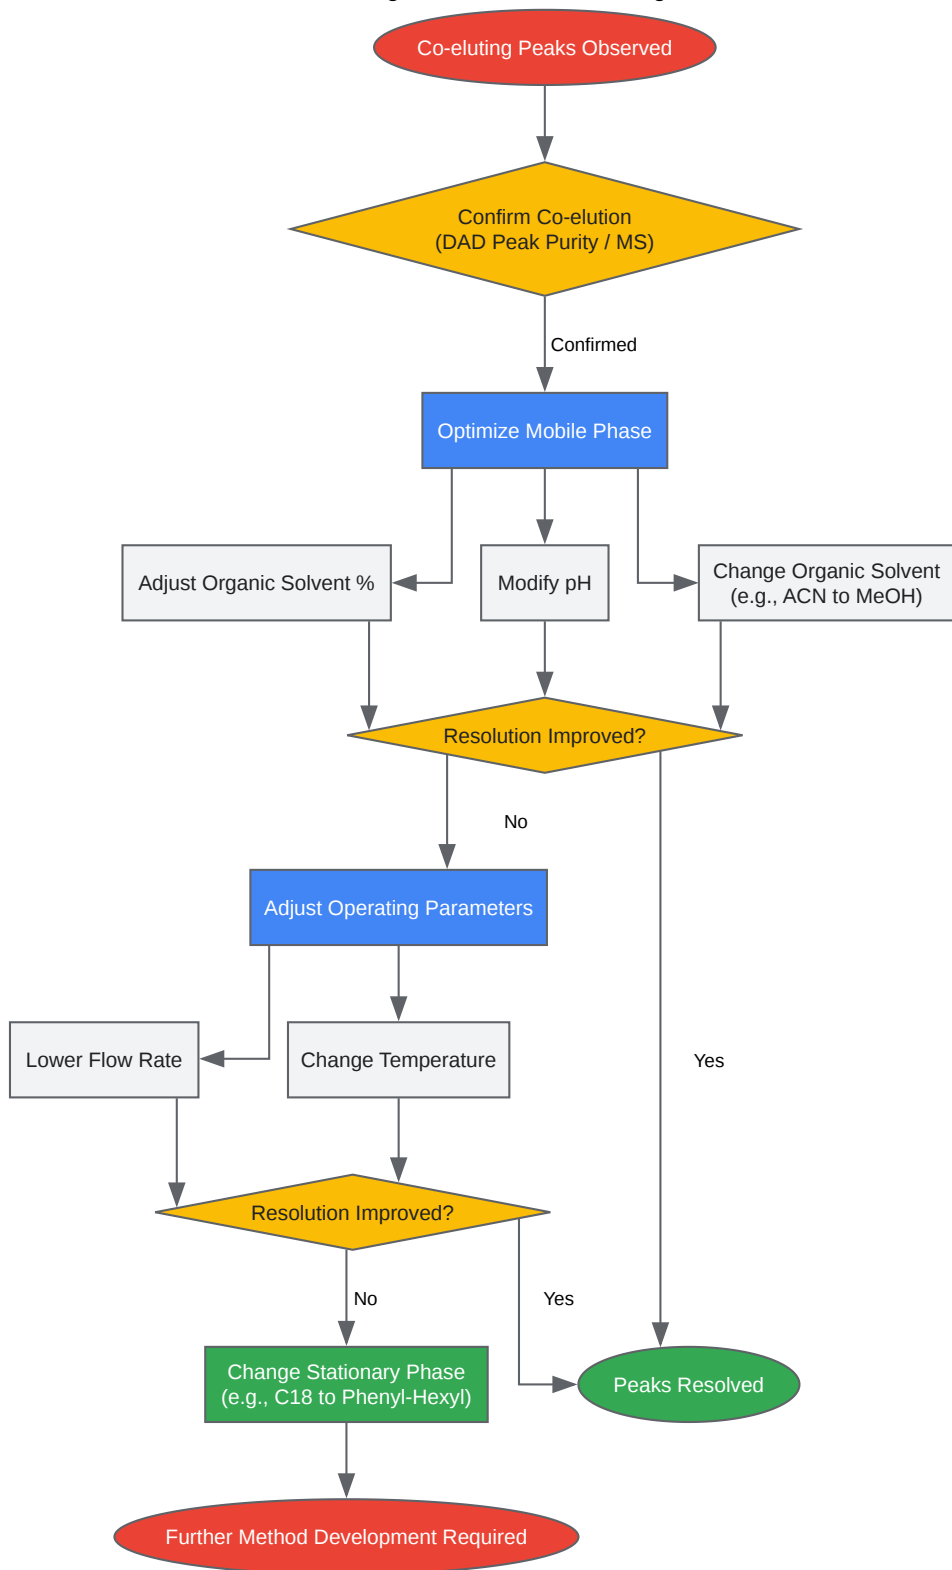 Co-eluting Peaks Observed
Confirm Co-elution
(DAD Peak Purity / MS)
Confirmed
Optimize Mobile Phase
Adjust Organic Solvent %
Modify pH
Change Organic Solvent
(e.g., ACN to MeOH)
Resolution Improved?
No
Adjust Operating Parameters
Lower Flow Rate
Change Temperature
Yes
Resolution Improved?
No
Yes
Change Stationary Phase
(e.g., C18 to Phenyl-Hexyl)
Peaks Resolved
Further Method Development Required